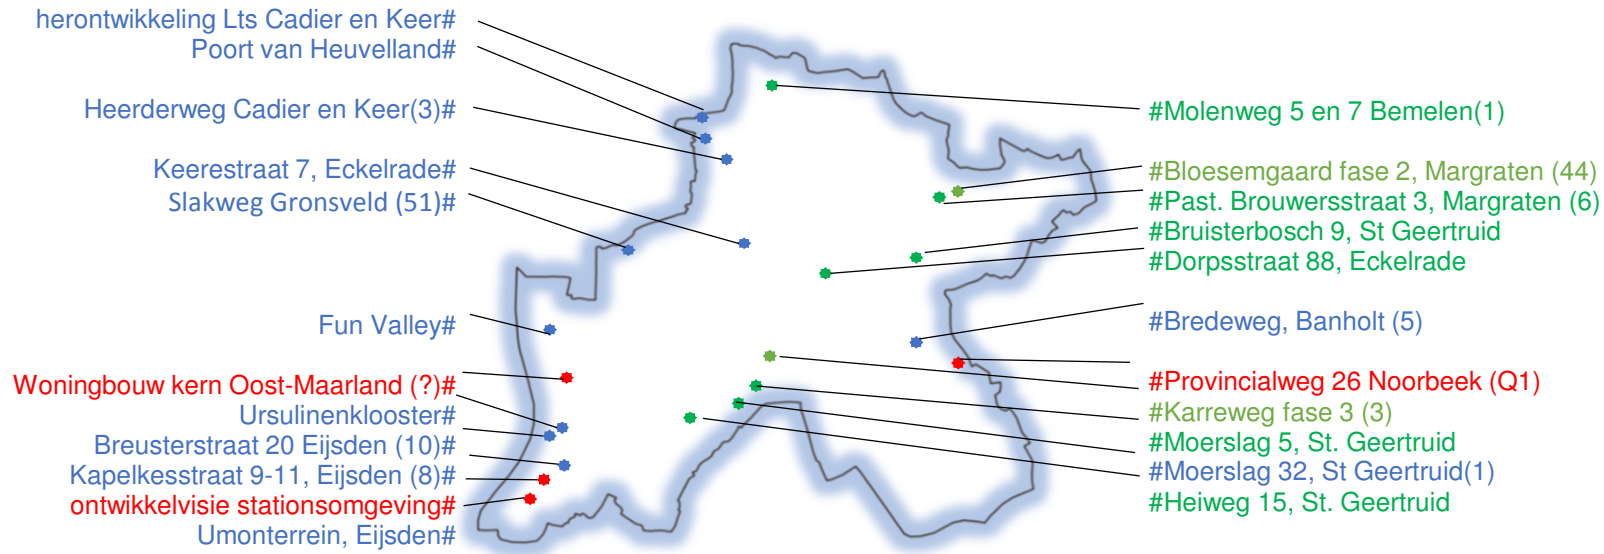 herontwikkeling Lts Cadier en Keer#
Poort van Heuvelland#
Heerderweg Cadier en Keer(3)#
Keerestraat 7, Eckelrade#
Slakweg Gronsveld (51)#
Fun Valley#
Woningbouw kern Oost-Maarland (?)#
Ursulinenklooster#
Breusterstraat 20 Eijsden (10)#
Kapelkesstraat 9-11, Eijsden (8)#
ontwikkelvisie stationsomgeving#
Umonterrein, Eijsden#
#Molenweg 5 en 7 Bemelen(1)
#Bloesemgaard fase 2, Margraten (44)
#Past. Brouwersstraat 3, Margraten (6)
#Bruisterbosch 9, St Geertruid
#Dorpsstraat 88, Eckelrade
#Bredeweg, Banholt (5)
#Provincialweg 26 Noorbeek (Q1)
#Karreweg fase 3 (3)
#Moerslag 5, St. Geertruid
#Moerslag 32, St Geertruid(1)
#Heiweg 15, St. Geertruid